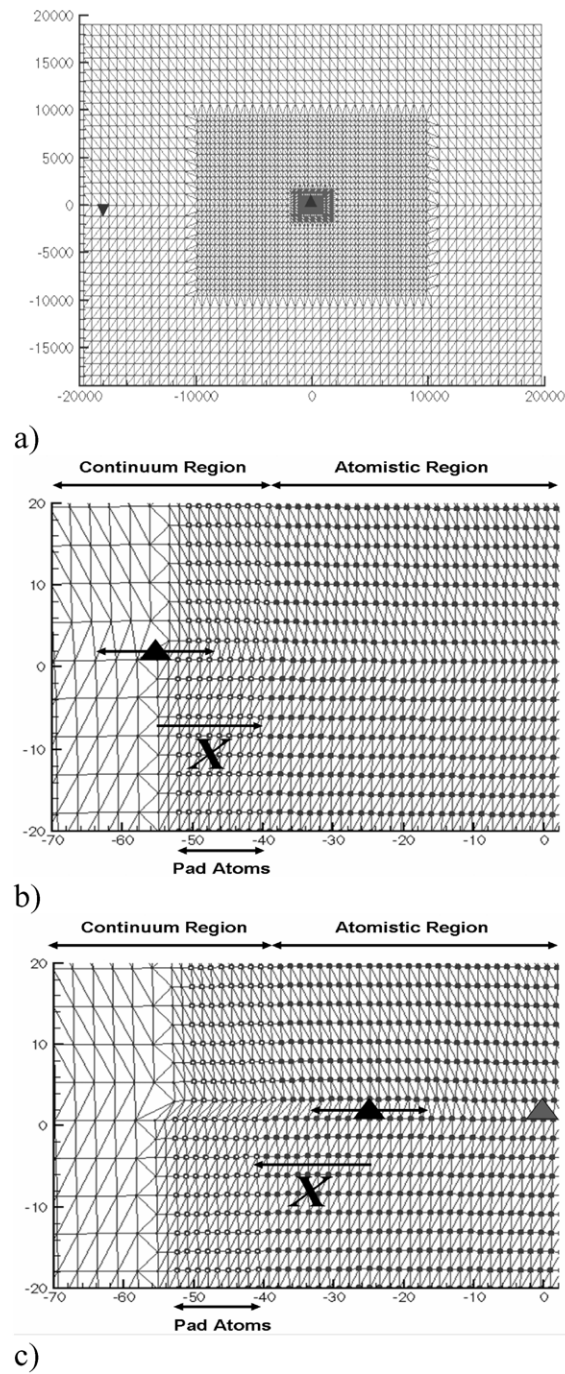 20000
15000
10000
5000
0
-5000
-10000
-15000
-20000 -10000 0 10000 20000
a)
Continuum Region Atomistic Region
20
10
0
-10
-20
-70 -60 -50 -40 -30 -20 -10 0
X
Pad Atoms
b)
Continuum Region Atomistic Region
20
10
0
-10
-20
-70 -60 -50 -40 -30 -20 -10 0
X
Pad Atoms
c)